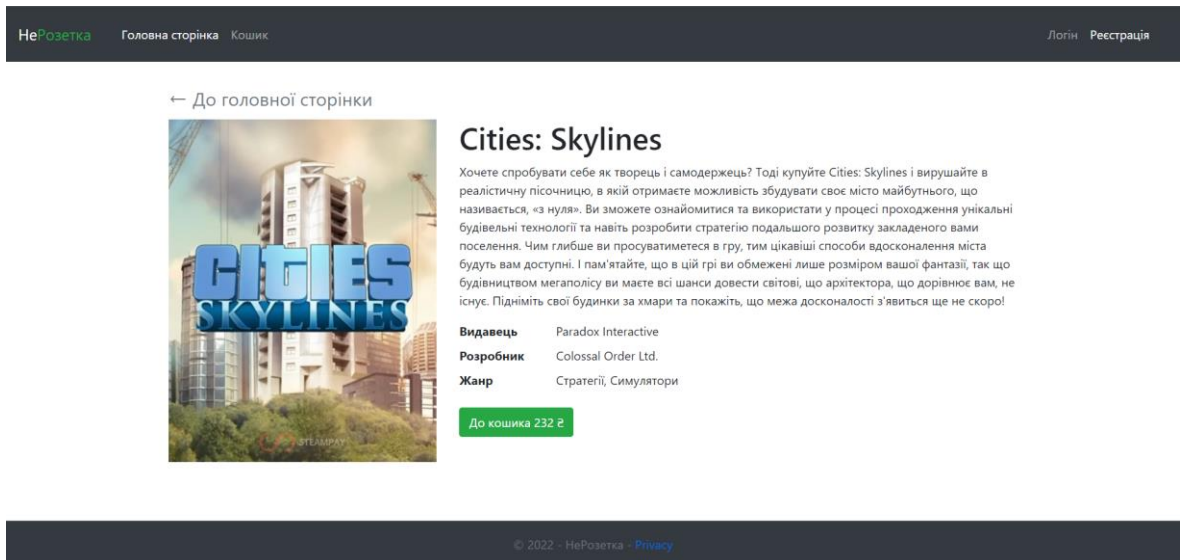 НеРозетка Головна сторінка Кошик Логін Реєстрація
← До головної сторінки
CITIES
SKYLINES
STEAMPAY
Cities: Skylines
Хочете спробувати себе як творець і самодержець? Тоді купуйте Cities: Skylines і вирушайте в
реалістичну пісочницю, в якій отримаєте можливість збудувати своє місто майбутнього, що
називається, «з нуля». Ви зможете ознайомитися та використати у процесі проходження унікальні
будівельні технології та навіть розробити стратегію подальшого розвитку закладеного вами
поселення. Чим глибше ви просуватиметеся в гру, тим цікавіші способи вдосконалення міста
будуть вам доступні. І пам'ятайте, що в цій грі ви обмежені лише розміром вашої фантазії, так що
будівництвом мегаполісу ви маєте всі шанси довести світові, що архітектора, що дорівнює вам, не
існує. Підніміть свої будинки за хмари та покажіть, що межа досконалості з'явиться ще не скоро!
Видавець Paradox Interactive
Розробник Colossal Order Ltd.
Жанр Стратегії, Симулятори
До кошика 232 ₴
© 2022 - НеРозетка - Privacy